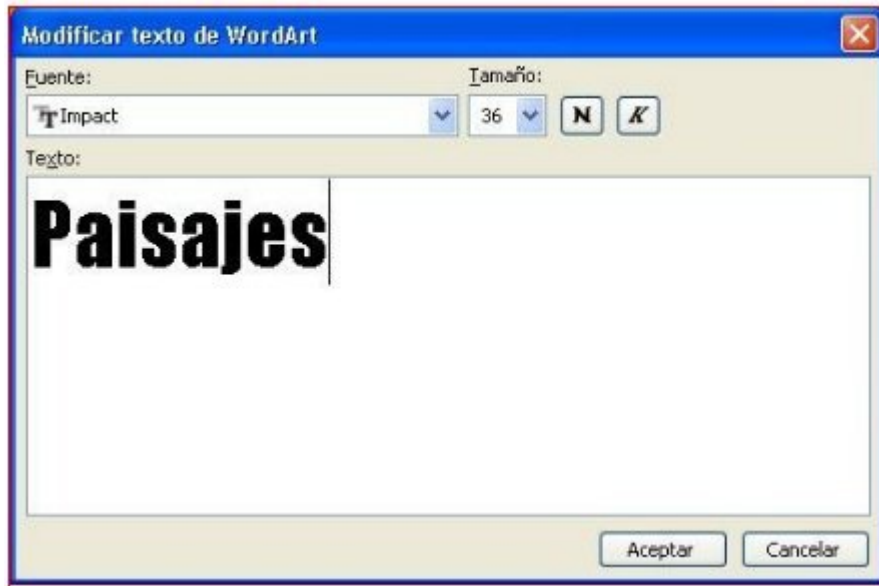 Modificar texto de WordArt
Fuente: Tamaño:
Impact 36 N K
Texto:
Paisajes
Aceptar Cancelar